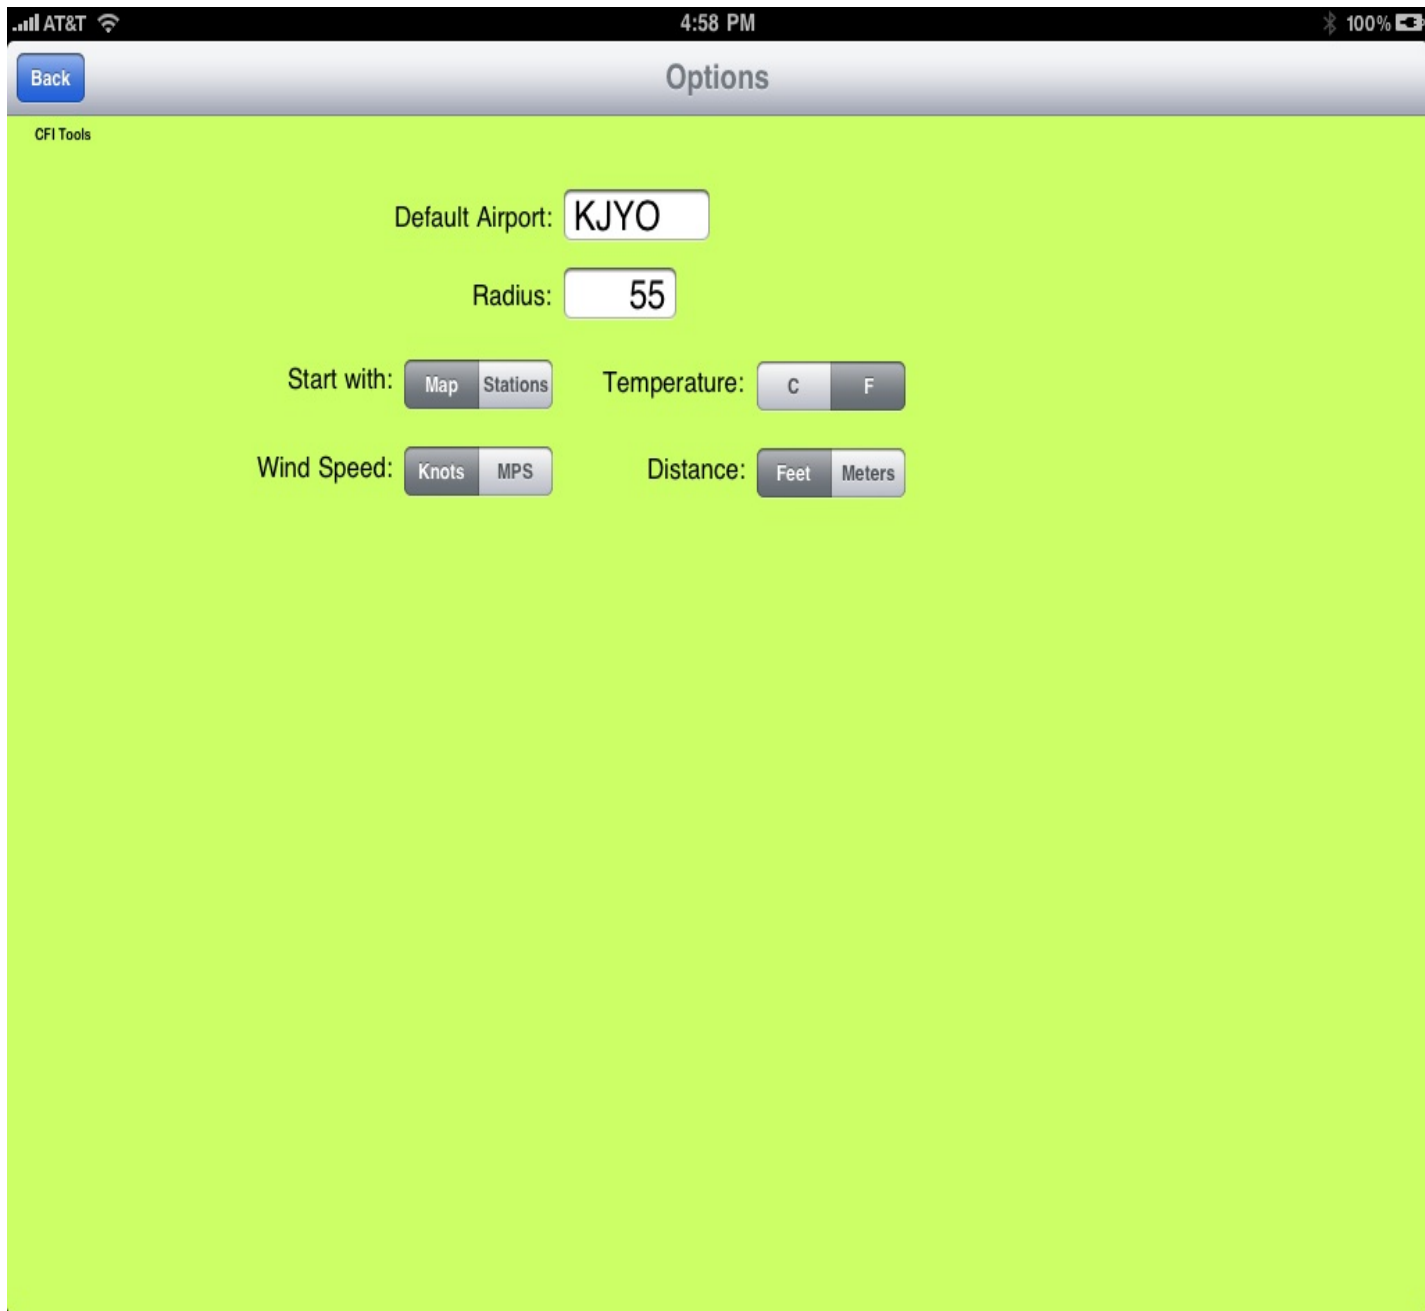 AT&T 4:58 PM 100%
Back Options
CFI Tools
Default Airport: KJYO
Radius: 55
Start with: Map Stations Temperature: C F
Wind Speed: Knots MPS Distance: Feet Meters